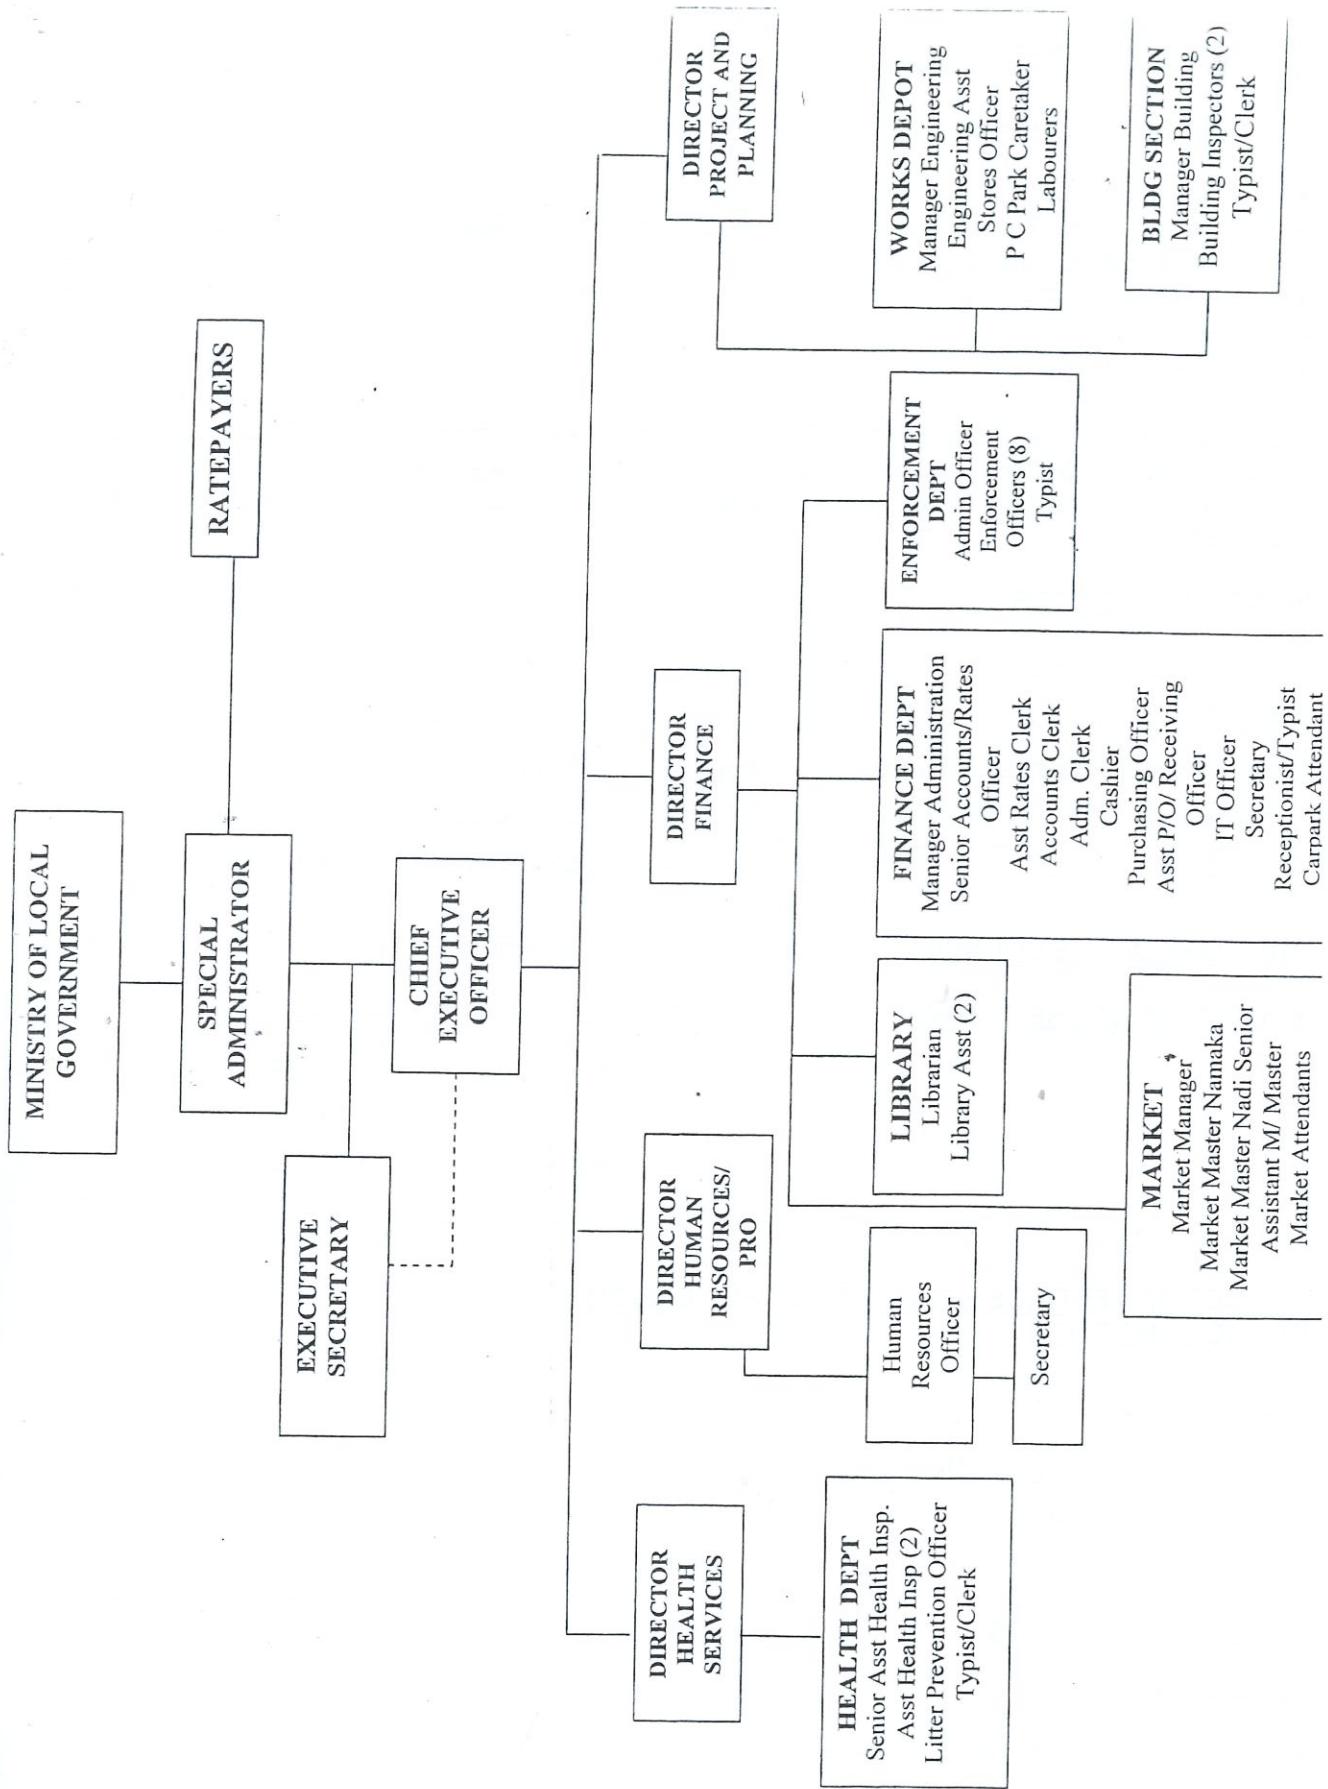 MINISTRY OF LOCAL
GOVERNMENT
SPECIAL
ADMINISTRATOR
RATEPAYERS
EXECUTIVE
SECRETARY
CHIEF
EXECUTIVE
OFFICER
DIRECTOR
HEALTH
SERVICES
DIRECTOR
HUMAN
RESOURCES/
PRO
DIRECTOR
FINANCE
DIRECTOR
PROJECT AND
PLANNING
HEALTH DEPT
Senior Asst Health Insp.
Asst Health Insp (2)
Litter Prevention Officer
Typist/Clerk
Human
Resources
Officer
Secretary
LIBRARY
Librarian
Library Asst (2)
MARKET
Market Manager
Market Master Namaka
Market Master Nadi Senior
Assistant M/ Master
Market Attendants
FINANCE DEPT
Manager Administration
Senior Accounts/Rates
Officer
Asst Rates Clerk
Accounts Clerk
Adm. Clerk
Cashier
Purchasing Officer
Asst P/O/ Receiving
Officer
IT Officer
Secretary
Receptionist/Typist
Carpark Attendant
ENFORCEMENT
DEPT
Admin Officer
Enforcement
Officers (8)
Typist
WORKS DEPOT
Manager Engineering
Engineering Asst
Stores Officer
P C Park Caretaker
Labourers
BLDG SECTION
Manager Building
Building Inspectors (2)
Typist/Clerk